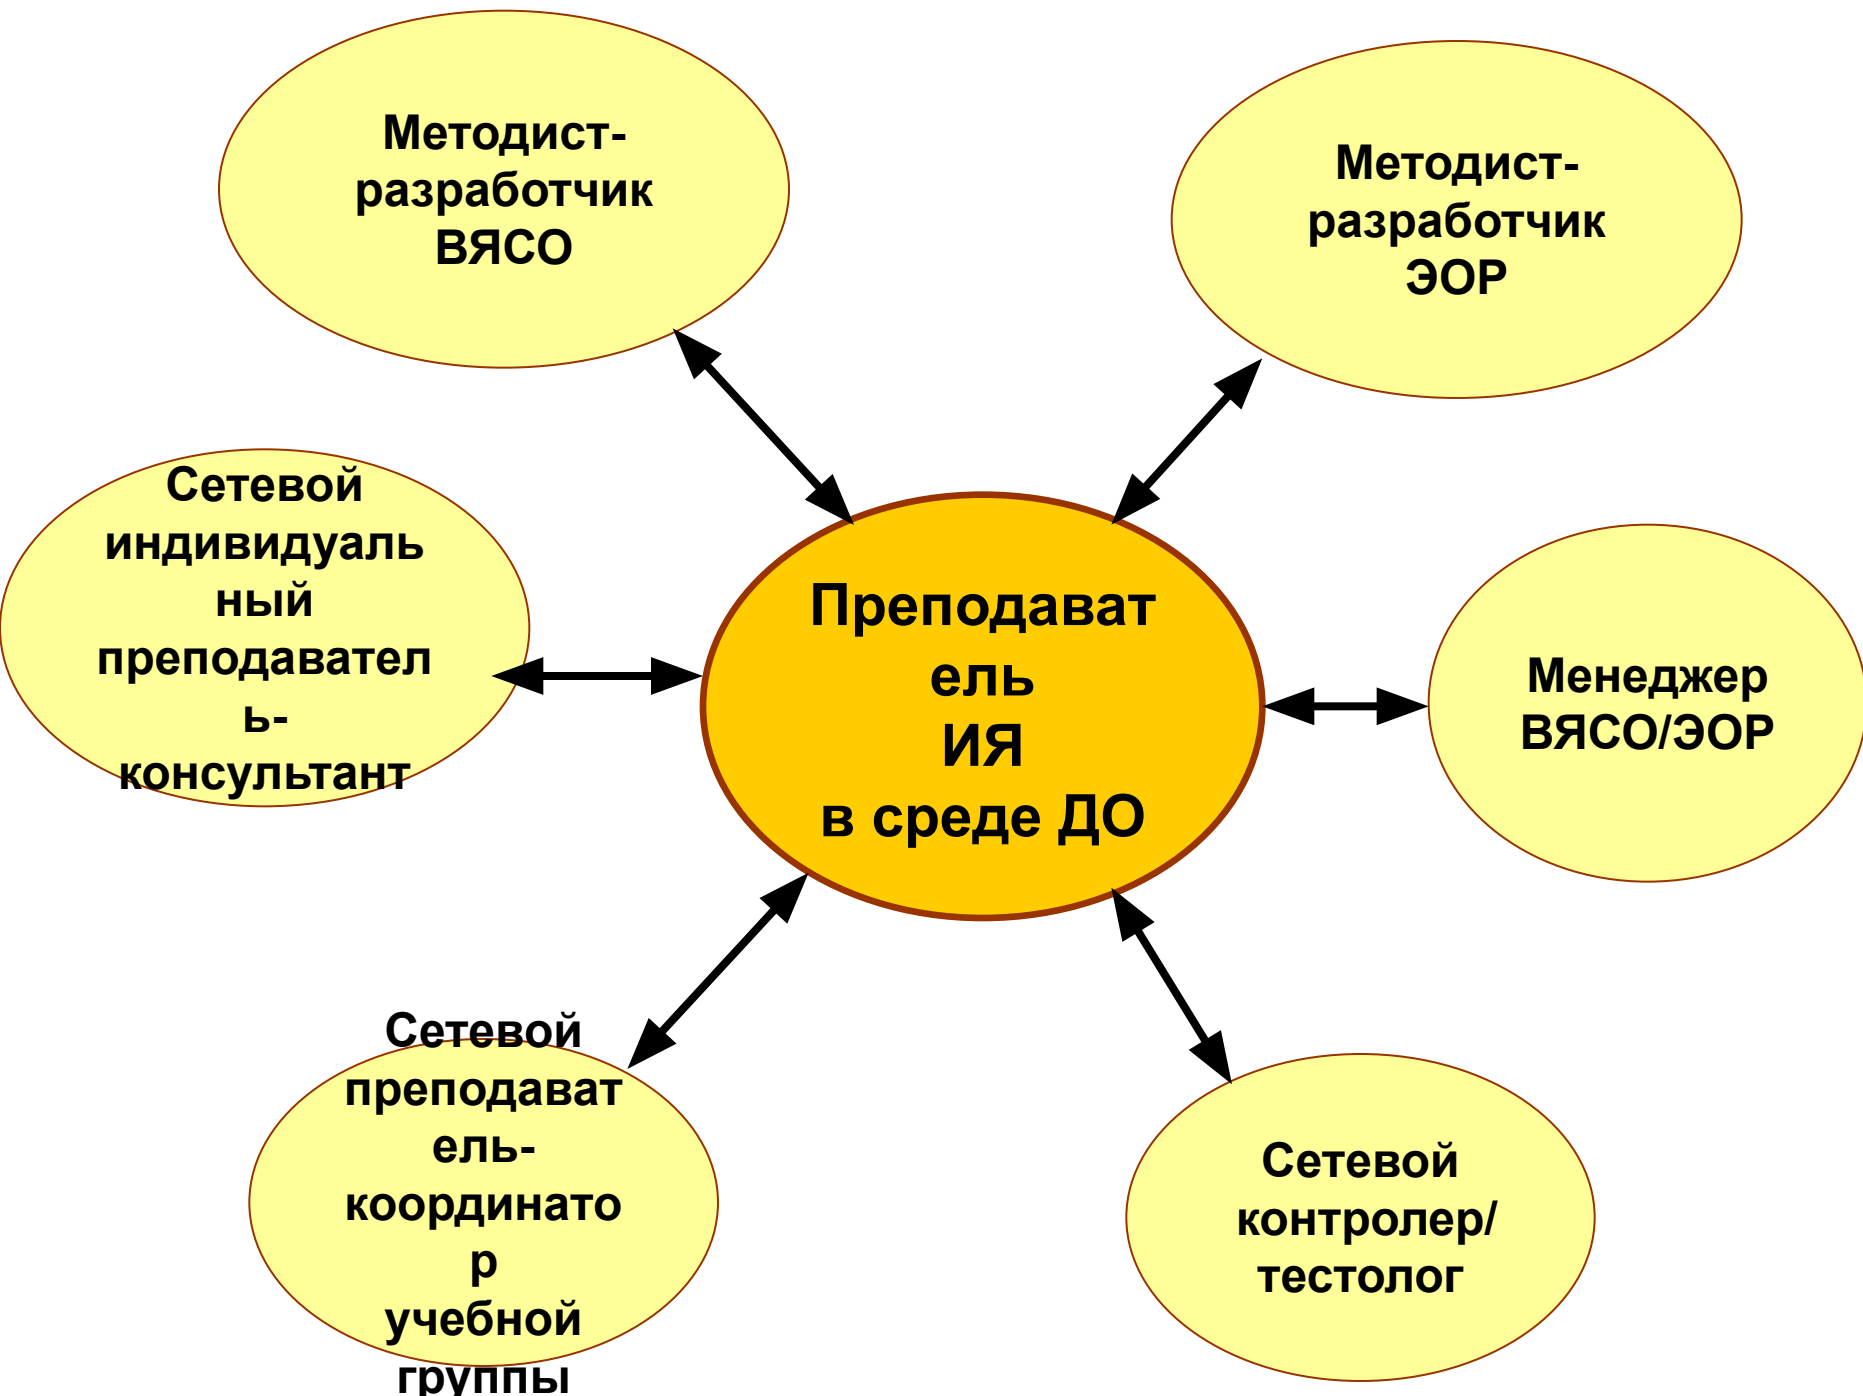 Методист-
разработчик
ВЯСО
Методист-
разработчик
ЭОР
Сетевой
индивидуаль
ный
преподавател
ь-
консультант
Преподават
ель
ИЯ
в среде ДО
Менеджер
ВЯСО/ЭОР
Сетевой
преподават
ель-
координато
р
учебной
группы
Сетевой
контролер/
тестолог